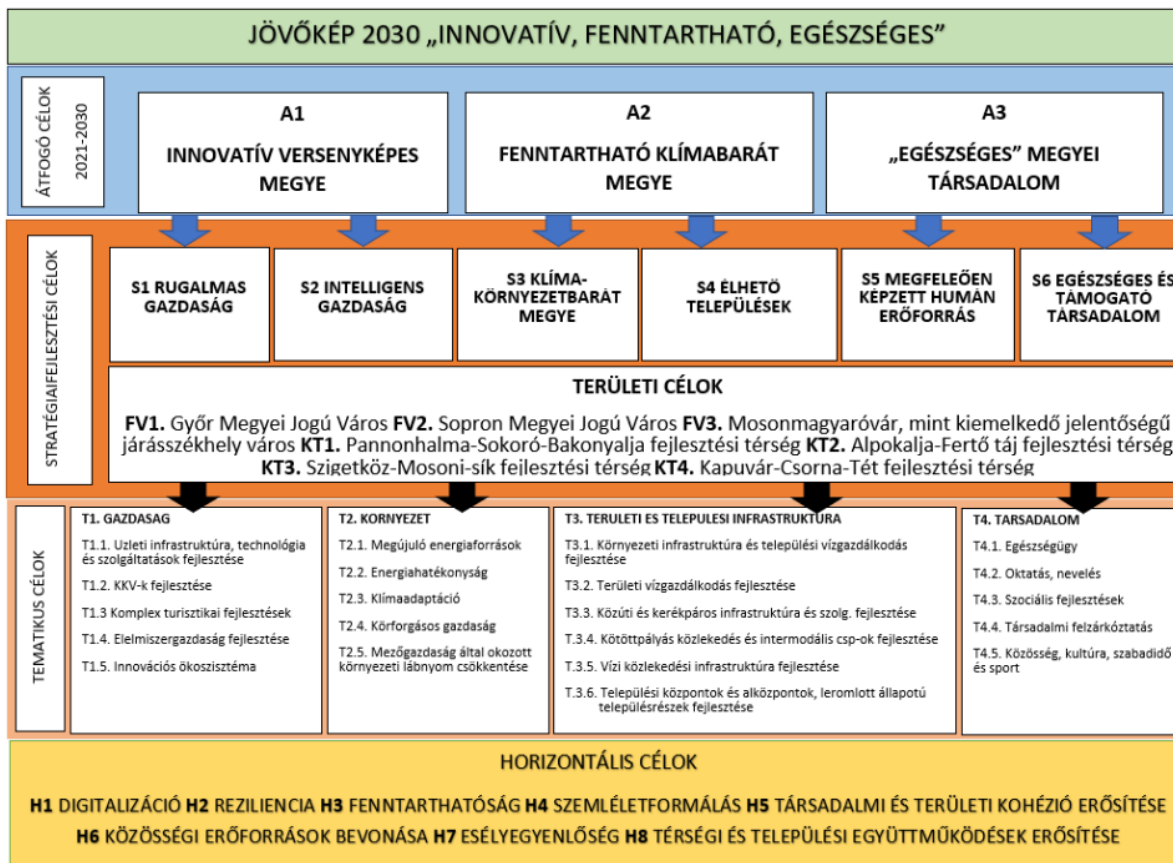 JÖVŐKÉP 2030 „INNOVATÍV, FENNTARTHATÓ, EGÉSZSÉGES”
ÁTFOGÓ CÉLOK
2021-2030
A1
INNOVATÍV VERSENYKÉPES
MEGYE
A2
FENNTARTHATÓ KLÍMABARÁT
MEGYE
A3
„EGÉSZSÉGES” MEGYEI
TÁRSADALOM
STRATÉGIAIFEJLESZTÉSI CÉLOK
S1 RUGALMAS
GAZDASÁG
S2 INTELLIGENS
GAZDASÁG
S3 KLÍMA-
KÖRNYEZETBARÁT
MEGYE
S4 ÉLHETŐ
TELEPÜLÉSEK
S5 MEGFELEŐEN
KÉPZETT HUMÁN
ERŐFORRÁS
S6 EGÉSZSÉGES ÉS
TÁMOGATÓ
TÁRSADALOM
TERÜLETI CÉLOK
FV1. Győr Megyei Jogú Város FV2. Sopron Megyei Jogú Város FV3. Mosonmagyaróvár, mint kiemelkedő jelentőségű
járásszékhely város KT1. Pannonhalma-Sokoró-Bakonyalja fejlesztési térség KT2. Alpokalja-Fertő táj fejlesztési térség
KT3. Szigetköz-Mosoni-sík fejlesztési térség KT4. Kapuvár-Csorna-Tét fejlesztési térség
TEMATIKUS CÉLOK
T1. GAZDASAG
T1.1. Uzleti infrastruktúra, technológia
és szolgáltatások fejlesztése
T1.2. KKV-k fejlesztése
T1.3 Komplex turisztikai fejlesztések
T1.4. Elelmiszergazdaság fejlesztése
T1.5. Innovációs ökoszisztéma
T2. KORNYEZET
T2.1. Megújuló energiaforrások
T2.2. Energiahatékonyság
T2.3. Klímaadaptáció
T2.4. Körforgásos gazdaság
T2.5. Mezőgazdaság által okozott
környezeti lábnyom csökkentése
T3. TERULETI ES TELEPULESI INFRASTRUKTÚRA
T3.1. Környezeti infrastruktúra és települési vízgazdálkodás
fejlesztése
T3.2. Területi vízgazdálkodás fejlesztése
T3.3. Közúti és kerékpáros infrastruktúra és szolg. fejlesztése
T.3.4. Kötöttpályás közlekedés és intermodális csp-ok fejlesztése
T.3.5. Vízi közlekedési infrastruktúra fejlesztése
T.3.6. Települési központok és alközpontok, leromlott állapotú
településrészek fejlesztése
T4. TARSADALOM
T4.1. Egészségügy
T4.2. Oktatás, nevelés
T4.3. Szociális fejlesztések
T4.4. Társadalmi felzárkóztatás
T4.5. Közösség, kultúra, szabadidő
és sport
HORIZONTÁLIS CÉLOK
H1 DIGITALIZÁCIÓ H2 REZILIENCIA H3 FENNTARTHATÓSÁG H4 SZEMLÉLETFORMÁLÁS H5 TÁRSADALMI ÉS TERÜLETI KOHÉZIÓ ERŐSÍTÉSE
H6 KÖZÖSSÉGI ERŐFORRÁSOK BEVONÁSA H7 ESÉLYEGYENLŐSÉG H8 TÉRSÉGI ÉS TELEPÜLÉSI EGYÜTTMŰKÖDÉSEK ERŐSÍTÉSE